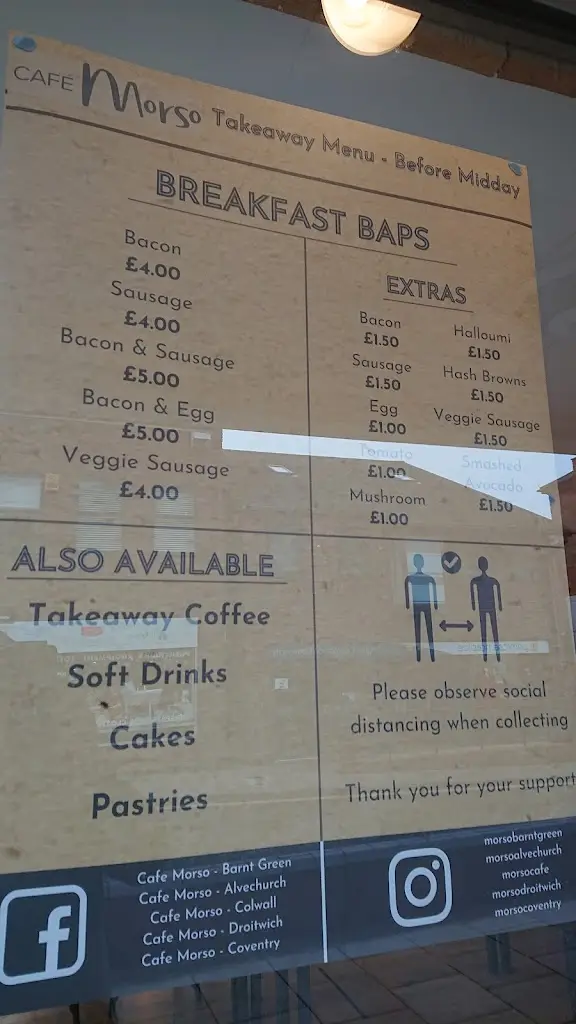 CAFE Morso Takeaway Menu - Before Midday
BREAKFAST BAPS
Bacon
£4.00
Sausage
£4.00
Bacon & Sausage
£5.00
Bacon & Egg
£5.00
Veggie Sausage
£4.00
EXTRAS
Bacon
£1.50
Sausage
£1.50
Egg
£1.00
Tomato
£1.00
Mushroom
£1.00
Halloumi
£1.50
Hash Browns
£1.50
Veggie Sausage
£1.50
Smashed
Avocado
£1.50
ALSO AVAILABLE
Takeaway Coffee
Soft Drinks
Cakes
Pastries
Please observe social
distancing when collecting
Thank you for your support
Cafe Morso - Barnt Green
Cafe Morso - Alvechurch
Cafe Morso - Colwall
Cafe Morso - Droitwich
Cafe Morso - Coventry
morsobarntgreen
morsoalvechurch
morsocafe
morsodroitwich
morsocoventry